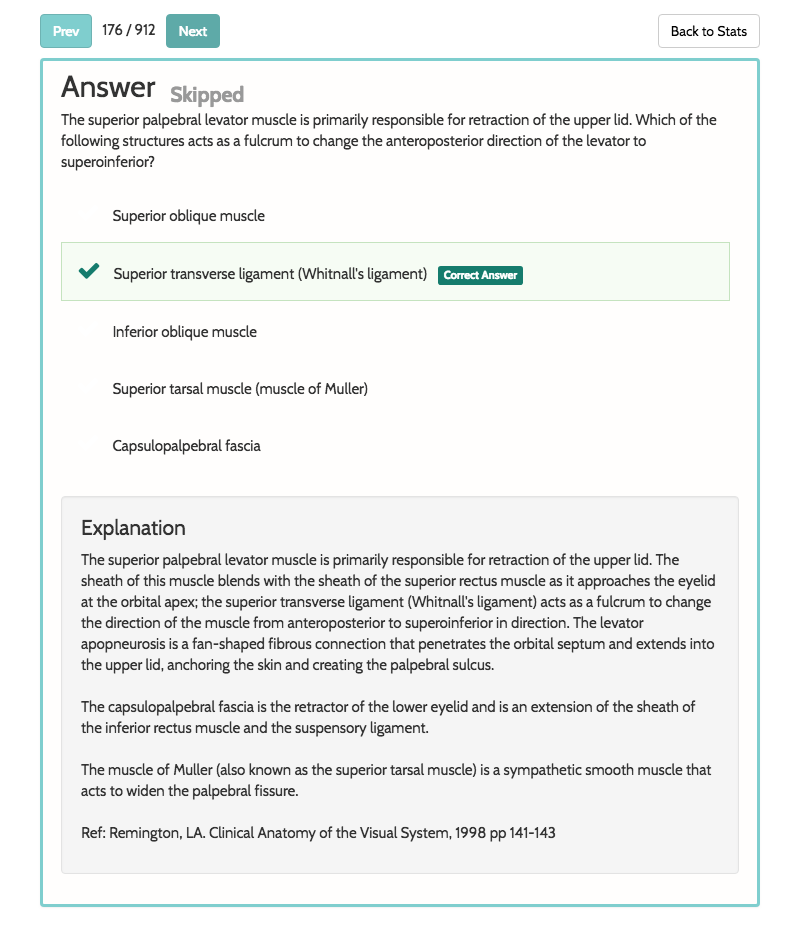 Prev 176 / 912 Next Back to Stats
Answer Skipped
The superior palpebral levator muscle is primarily responsible for retraction of the upper lid. Which of the
following structures acts as a fulcrum to change the anteroposterior direction of the levator to
superoinferior?
Superior oblique muscle
Superior transverse ligament (Whitnall's ligament) Correct Answer
Inferior oblique muscle
Superior tarsal muscle (muscle of Muller)
Capsulopalpebral fascia
Explanation
The superior palpebral levator muscle is primarily responsible for retraction of the upper lid. The
sheath of this muscle blends with the sheath of the superior rectus muscle as it approaches the eyelid
at the orbital apex; the superior transverse ligament (Whitnall's ligament) acts as a fulcrum to change
the direction of the muscle from anteroposterior to superoinferior in direction. The levator
apopneurosis is a fan-shaped fibrous connection that penetrates the orbital septum and extends into
the upper lid, anchoring the skin and creating the palpebral sulcus.
The capsulopalpebral fascia is the retractor of the lower eyelid and is an extension of the sheath of
the inferior rectus muscle and the suspensory ligament.
The muscle of Muller (also known as the superior tarsal muscle) is a sympathetic smooth muscle that
acts to widen the palpebral fissure.
Ref: Remington, LA. Clinical Anatomy of the Visual System, 1998 pp 141-143